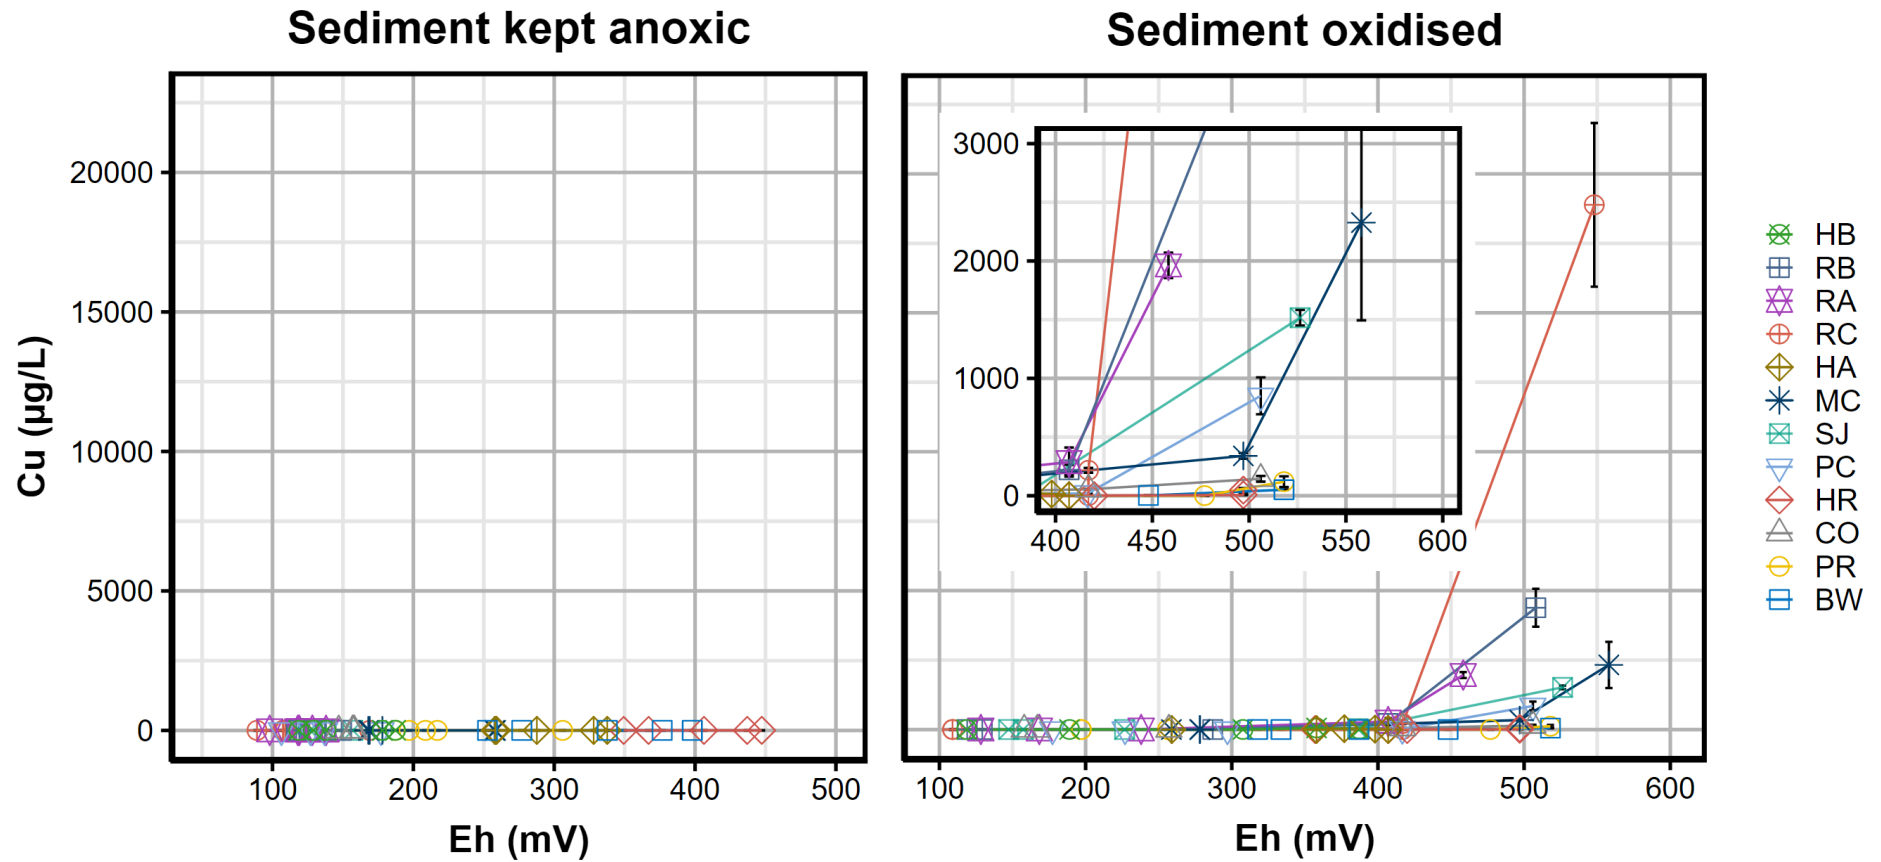 Sediment kept anoxic
Sediment oxidised
Cu (µg/L)
20000
15000
10000
5000
0
100 200 300 400 500
Eh (mV)
3000
2000
1000
0
400 450 500 550 600
100 200 300 400 500 600
Eh (mV)
HB
RB
RA
RC
HA
MC
SJ
PC
HR
CO
PR
BW